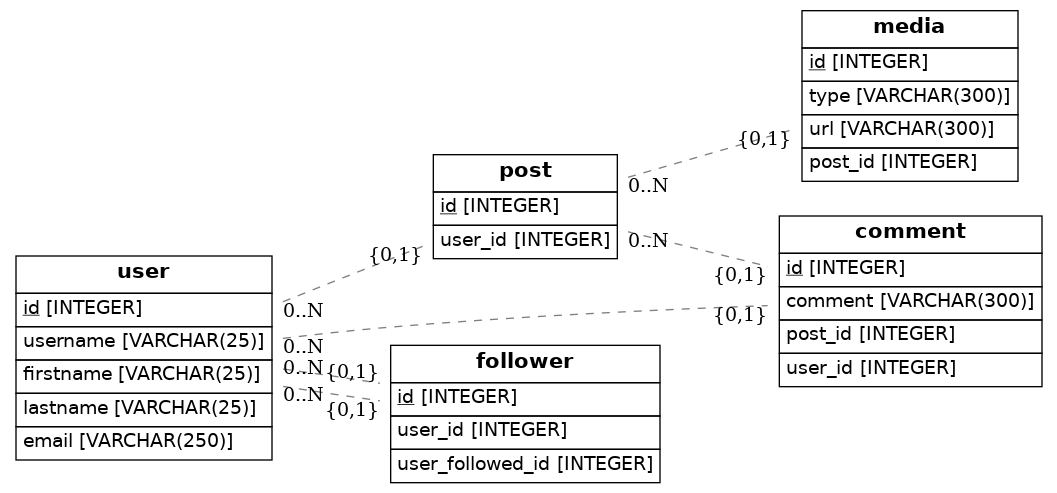 media
id [INTEGER]
type [VARCHAR(300)]
url [VARCHAR(300)]
post_id [INTEGER]
{0,1}
0..N
post
id [INTEGER]
user_id [INTEGER]
0..N
{0,1}
comment
id [INTEGER]
comment [VARCHAR(300)]
post_id [INTEGER]
user_id [INTEGER]
{0,1}
{0,1}
0..N
user
id [INTEGER]
username [VARCHAR(25)]
firstname [VARCHAR(25)]
lastname [VARCHAR(25)]
email [VARCHAR(250)]
0..N
0..N
{0,1}
0..N
{0,1}
follower
id [INTEGER]
user_id [INTEGER]
user_followed_id [INTEGER]